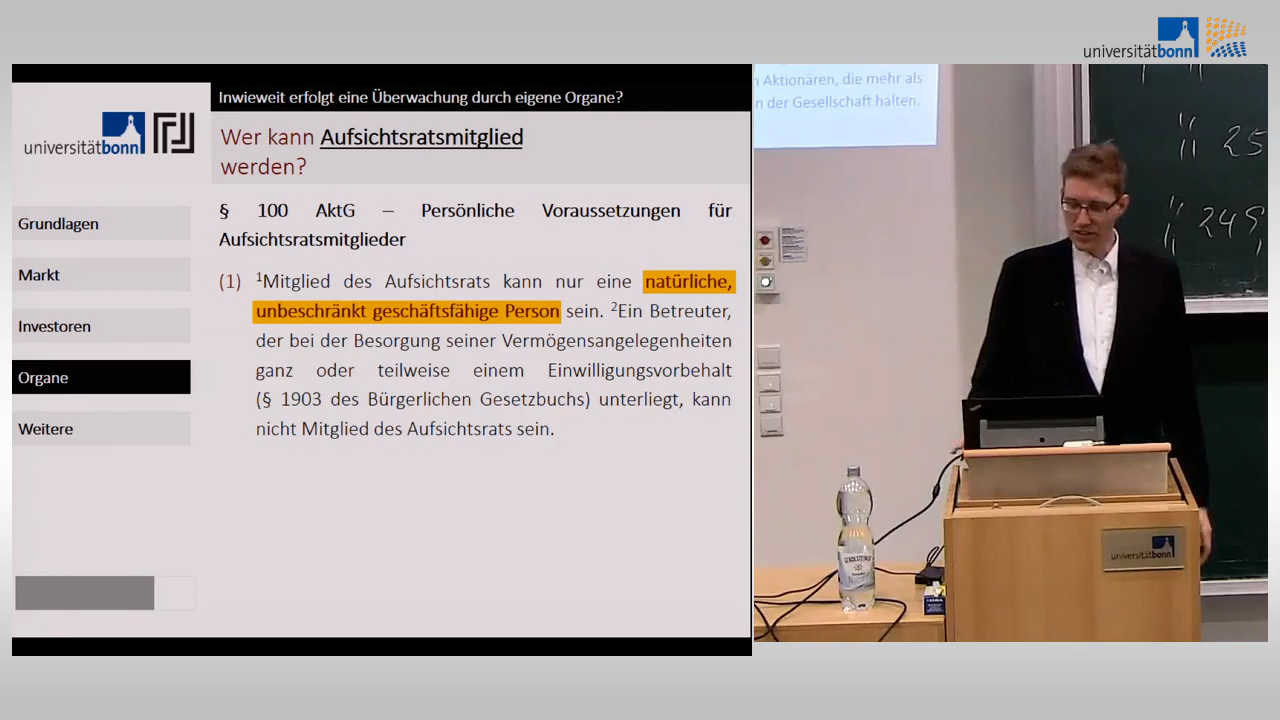 universitätbonn
Inwieweit erfolgt eine Überwachung durch eigene Organe?
universitätbonn
Wer kann Aufsichtsratsmitglied
werden?
Grundlagen
Markt
Investoren
Organe
Weitere
§ 100 AktG – Persönliche Voraussetzungen für
Aufsichtsratsmitglieder
(1) ¹Mitglied des Aufsichtsrats kann nur eine natürliche,
unbeschränkt geschäftsfähige Person sein. ²Ein Betreuter,
der bei der Besorgung seiner Vermögensangelegenheiten
ganz oder teilweise einem Einwilligungsvorbehalt
(§ 1903 des Bürgerlichen Gesetzbuchs) unterliegt, kann
nicht Mitglied des Aufsichtsrats sein.
Aktionären, die mehr als
der Gesellschaft halten.
25
249
GEROLSTEINER
universitätbonn